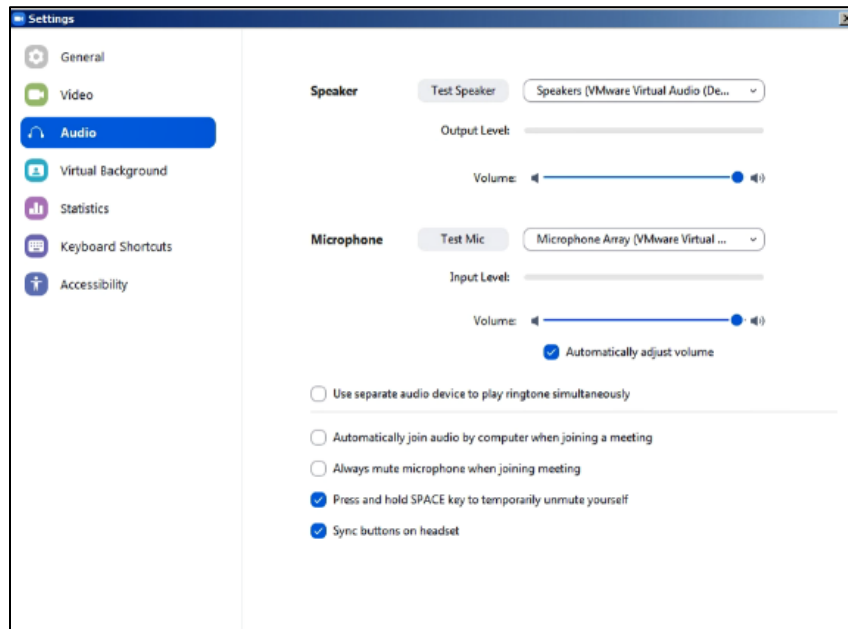 Settings
General
Video
Audio
Virtual Background
Statistics
Keyboard Shortcuts
Accessibility
Speaker Test Speaker Speakers (VMware Virtual Audio (De...
Output Level:
Volume:
Microphone Test Mic Microphone Array (VMware Virtual ...
Input Level:
Volume:
Automatically adjust volume
Use separate audio device to play ringtone simultaneously
Automatically join audio by computer when joining a meeting
Always mute microphone when joining meeting
Press and hold SPACE key to temporarily unmute yourself
Sync buttons on headset